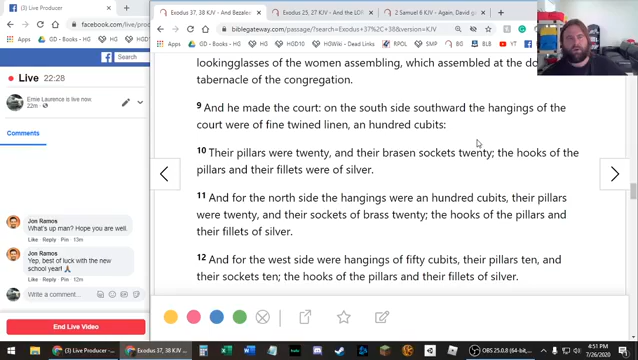 (3) Live Producer
Exodus 37, 38 KJV - And Bezalee
Exodus 25, 27 KJV - And the LO
2 Samuel 6 KJV - Again, David g
facebook.com/live/produ
biblegateway.com/passage/?search=Exodus+37%2C+38&version=KJV
GD - Books
HG
HGD
GD - Books
HG
HGD
HGWiki
Dead Links
HGD
BG
BLB
YT
F
Search
Live
22:28
Ernie Laurence is live now.
22m
Comments
Jon Ramos
What's up man? Hope you are well.
Like Reply Pin 13m
Jon Ramos
Yep, best of luck with the new
school year!
Like Reply Pin 12m
Write a comment...
End Live Video
lookingglasses of the women assembling, which assembled at the do
tabernacle of the congregation.
9 And he made the court: on the south side southward the hangings of the
court were of fine twined linen, an hundred cubits:
10 Their pillars were twenty, and their brasen sockets twenty; the hooks of the
pillars and their fillets were of silver.
11 And for the north side the hangings were an hundred cubits, their pillars
were twenty, and their sockets of brass twenty; the hooks of the pillars and
their fillets of silver.
12 And for the west side were hangings of fifty cubits, their pillars ten, and
their sockets ten; the hooks of the pillars and their fillets of silver.
(3) Live Producer - ...
Exodus 37, 38 KJV ...
OBS 25.0.8 (64-bit, ...
4:51 PM
7/26/2020